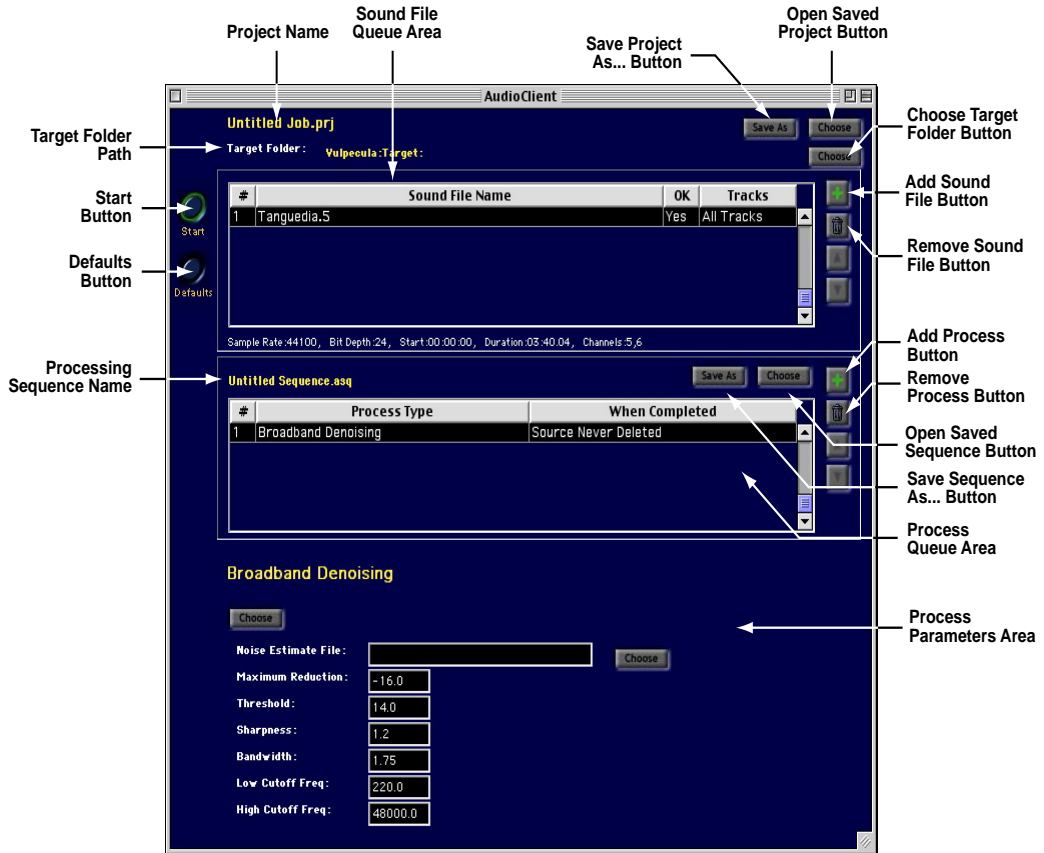 Project Name
Sound File
Queue Area
Save Project
As... Button
Open Saved
Project Button
Choose Target
Folder Button
Target Folder
Path
Start
Button
Defaults
Button
Add Sound
File Button
Remove Sound
File Button
Processing
Sequence Name
Add Process
Button
Remove
Process Button
Open Saved
Sequence Button
Save Sequence
As... Button
Process
Queue Area
Process
Parameters Area
AudioClient
Untitled Job.prj
Save As
Choose
Target Folder:
Vulpecula:Target:
Choose
Start
Defaults
# Sound File Name OK Tracks
1 Tanguedia.5 Yes All Tracks
Sample Rate:44100, Bit Depth:24, Start:00:00:00, Duration:03:40.04, Channels:5,6
Untitled Sequence.asq
Save As
Choose
# Process Type When Completed
1 Broadband Denoising Source Never Deleted
Broadband Denoising
Choose
Noise Estimate File:
Choose
Maximum Reduction: -16.0
Threshold: 14.0
Sharpness: 1.2
Bandwidth: 1.75
Low Cutoff Freq: 220.0
High Cutoff Freq: 48000.0